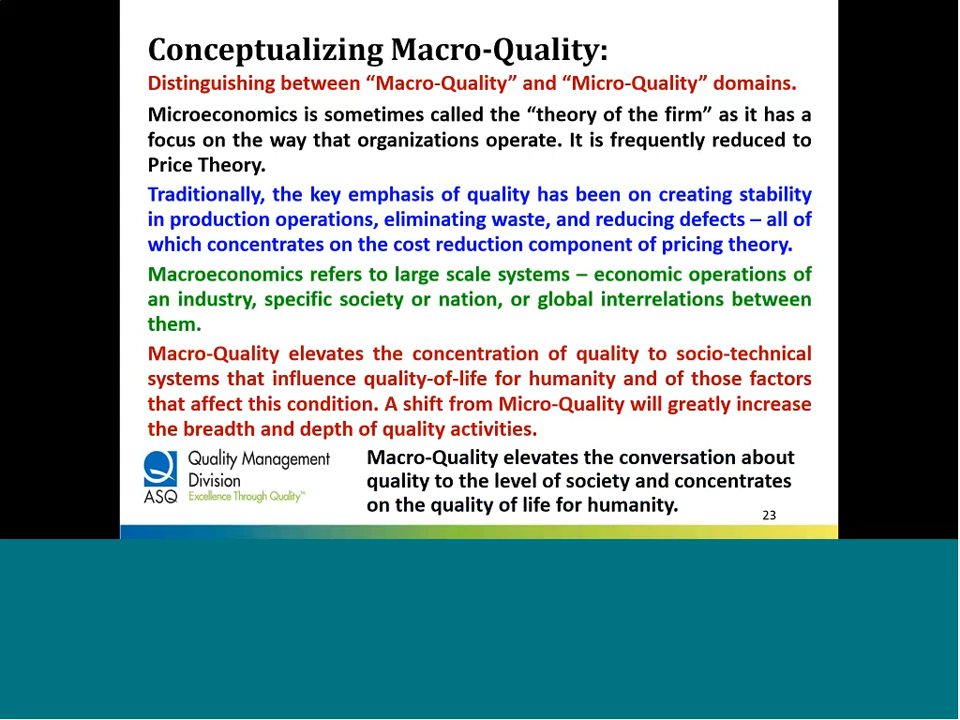 Conceptualizing Macro-Quality:
Distinguishing between “Macro-Quality” and “Micro-Quality” domains.
Microeconomics is sometimes called the “theory of the firm” as it has a
focus on the way that organizations operate. It is frequently reduced to
Price Theory.
Traditionally, the key emphasis of quality has been on creating stability
in production operations, eliminating waste, and reducing defects – all of
which concentrates on the cost reduction component of pricing theory.
Macroeconomics refers to large scale systems – economic operations of
an industry, specific society or nation, or global interrelations between
them.
Macro-Quality elevates the concentration of quality to socio-technical
systems that influence quality-of-life for humanity and of those factors
that affect this condition. A shift from Micro-Quality will greatly increase
the breadth and depth of quality activities.
Quality Management
Division
Excellence Through Quality™
ASQ
Macro-Quality elevates the conversation about
quality to the level of society and concentrates
on the quality of life for humanity.
23